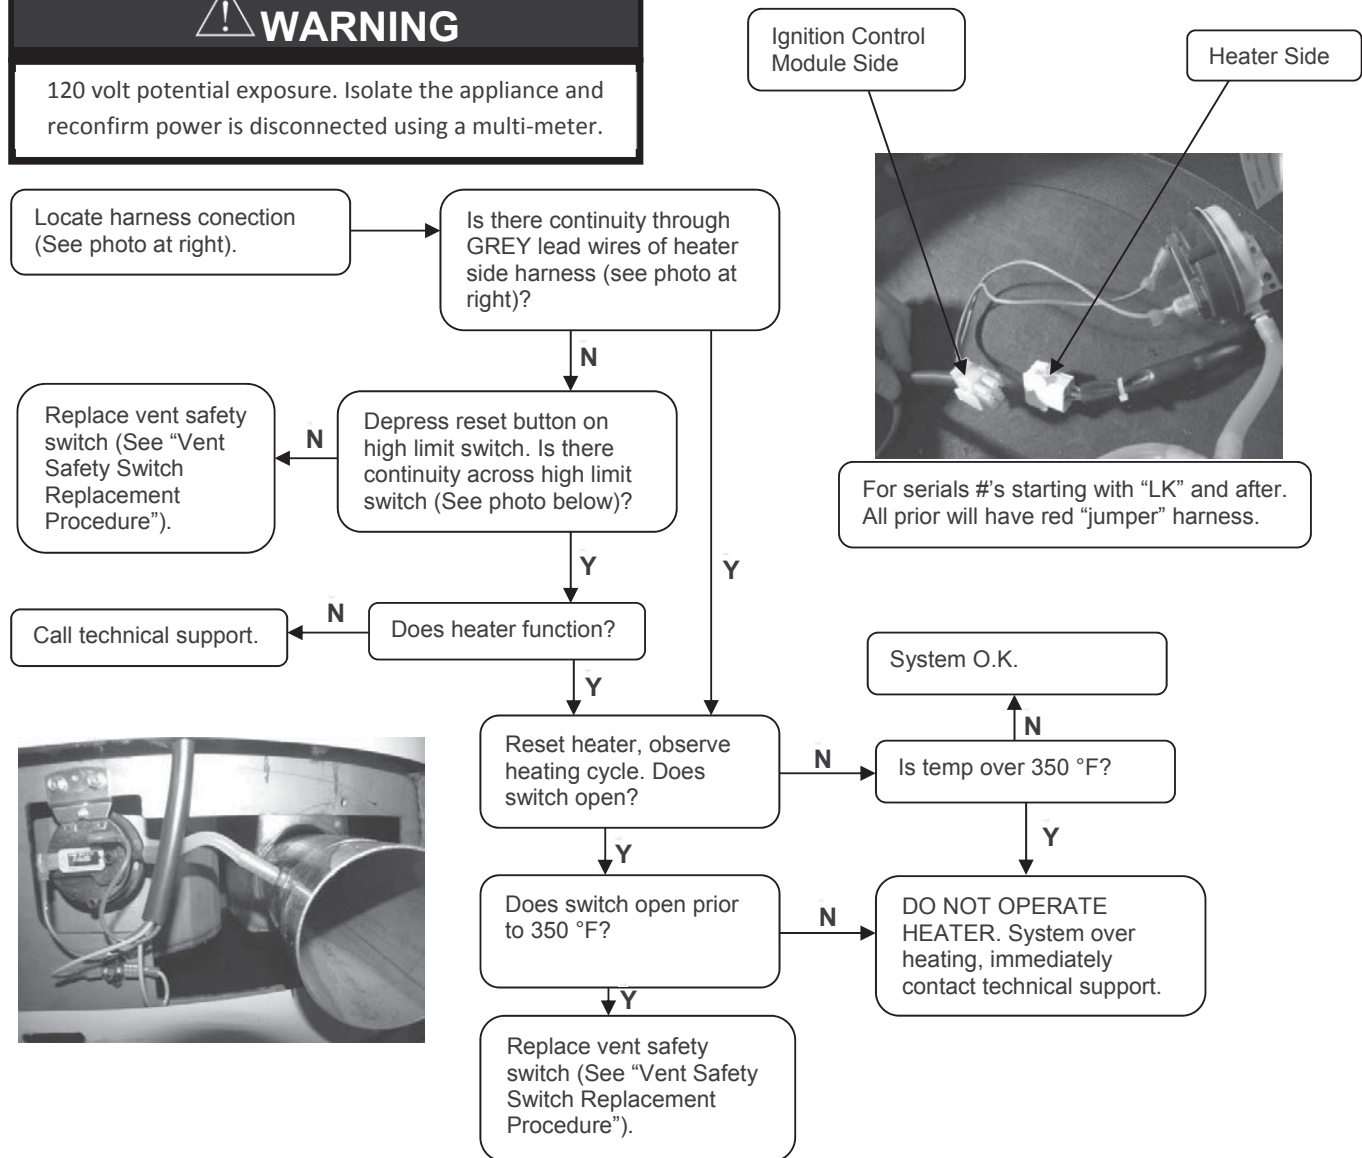 WARNING
120 volt potential exposure. Isolate the appliance and
reconfirm power is disconnected using a multi-meter.
Ignition Control
Module Side
Heater Side
Locate harness conection
(See photo at right).
Is there continuity through
GREY lead wires of heater
side harness (see photo at
right)?
N
Y
Replace vent safety
switch (See “Vent
Safety Switch
Replacement
Procedure”).
N
Depress reset button on
high limit switch. Is there
continuity across high limit
switch (See photo below)?
Y
For serials #'s starting with “LK” and after.
All prior will have red “jumper” harness.
Call technical support.
N
Does heater function?
Y
System O.K.
N
Reset heater, observe
heating cycle. Does
switch open?
N
Is temp over 350 °F?
Y
Y
Does switch open prior
to 350 °F?
N
DO NOT OPERATE
HEATER. System over
heating, immediately
contact technical support.
Y
Replace vent safety
switch (See “Vent Safety
Switch Replacement
Procedure”).